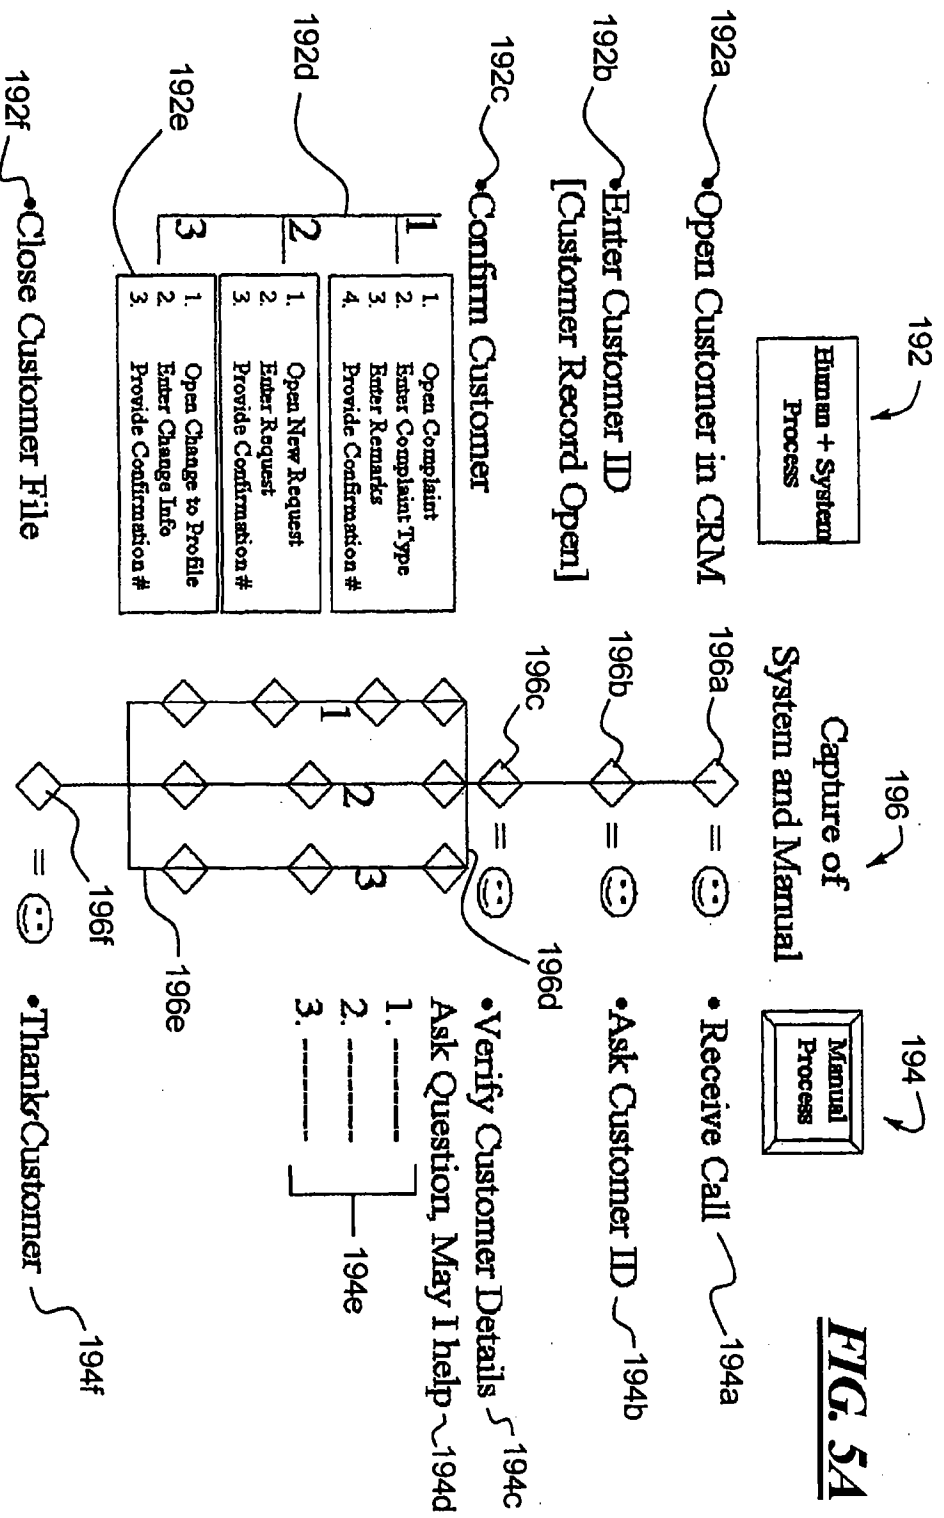 FIG. 5A
192
Human + System
Process
192a
•Open Customer in CRM
192b
•Enter Customer ID
[Customer Record Open]
192c
•Confirm Customer
192d
1
1. Open Complaint
2. Enter Complaint Type
3. Enter Remarks
4. Provide Confirmation #
2
1. Open New Request
2. Enter Request
3. Provide Confirmation #
3
1. Open Change to Profile
2. Enter Change Info
3. Provide Confirmation #
192e
192f
•Close Customer File
196
Capture of
System and Manual
196a
=
196b
=
196c
=
196d
1
2
3
196e
196f
=
194
Manual
Process
• Receive Call
194a
•Ask Customer ID
194b
•Verify Customer Details
194c
Ask Question, May I help
194d
1. -------
2. -------
3. -------
194e
•Thank Customer
194f